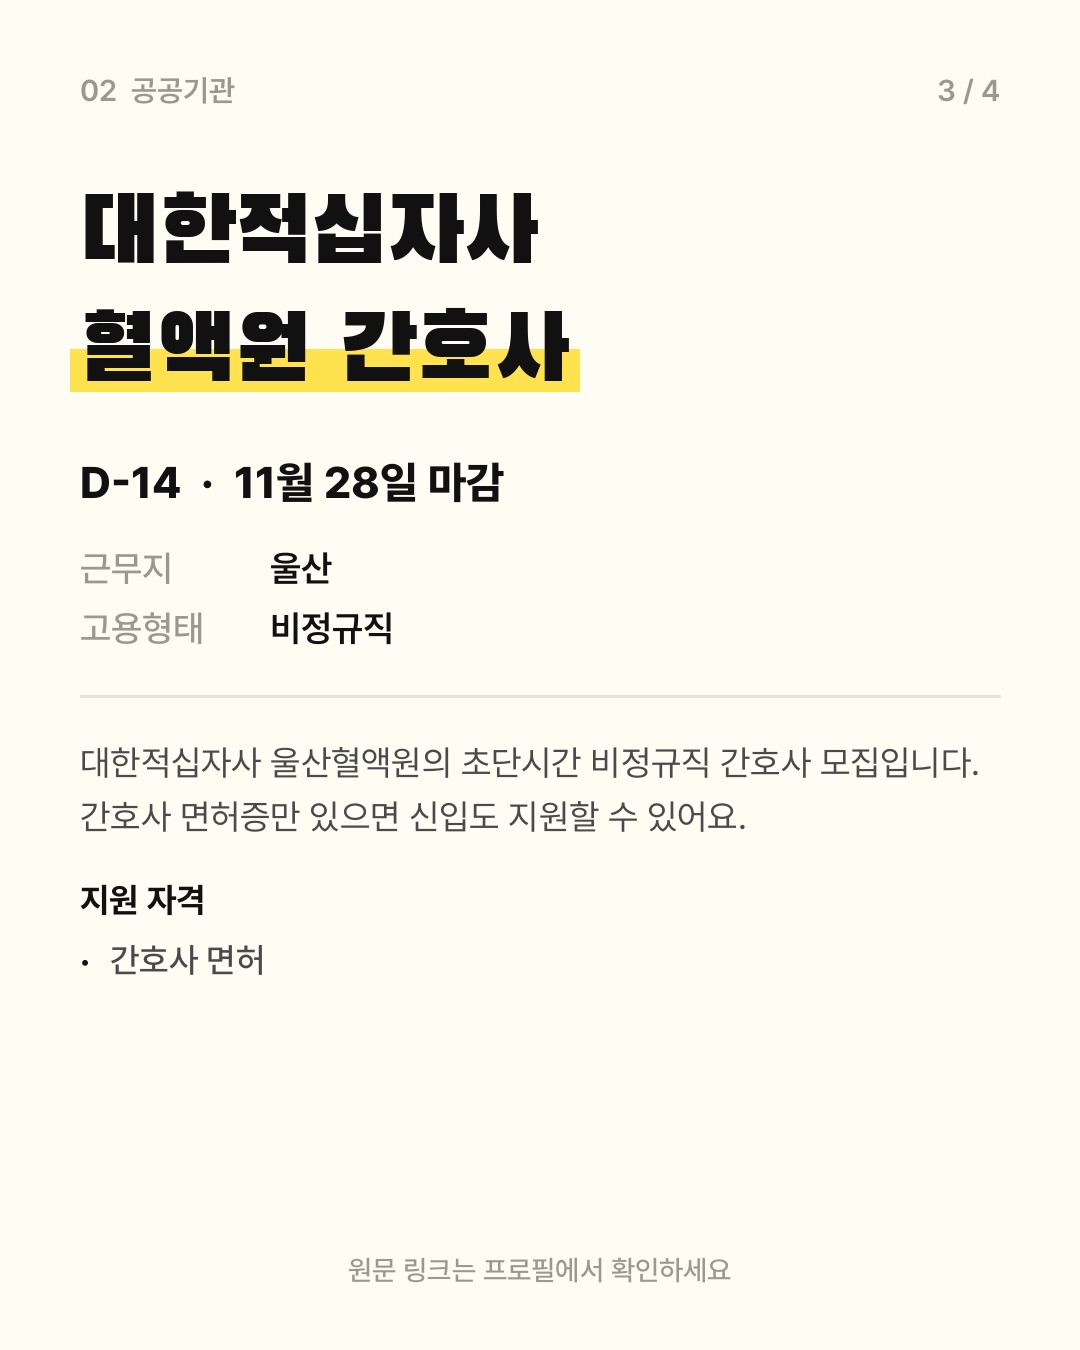 02 공공기관
3 / 4
대한적십자사
혈액원 간호사
D-14 · 11월 28일 마감
근무지 울산
고용형태 비정규직
대한적십자사 울산혈액원의 초단시간 비정규직 간호사 모집입니다.
간호사 면허증만 있으면 신입도 지원할 수 있어요.
지원 자격
· 간호사 면허
원문 링크는 프로필에서 확인하세요